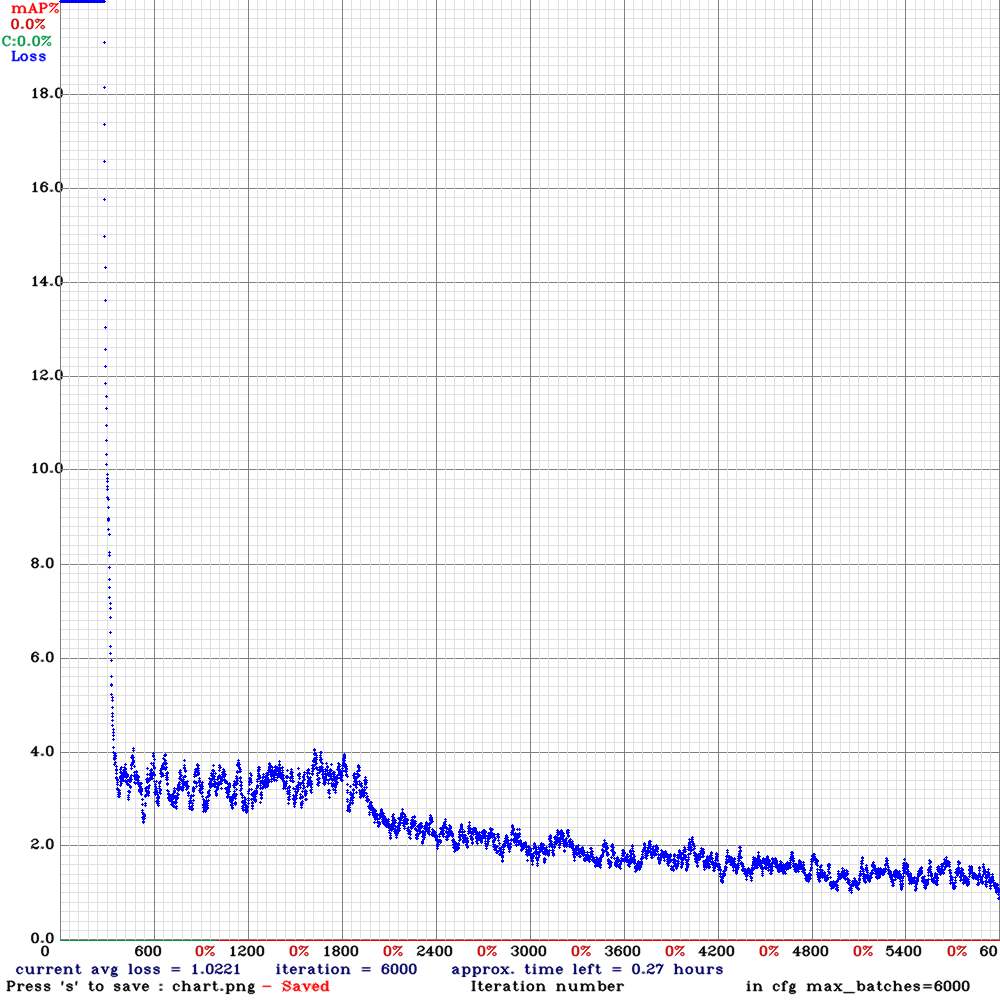 mAP%
0.0%
C:0.0%
Loss
18.0
16.0
14.0
12.0
10.0
8.0
6.0
4.0
2.0
0.0
0 600 0% 1200 0% 1800 0% 2400 0% 3000 0% 3600 0% 4200 0% 4800 0% 5400 0% 60
current avg loss = 1.0221 iteration = 6000 approx. time left = 0.27 hours
Press 's' to save : chart.png - Saved Iteration number in cfg max_batches=6000